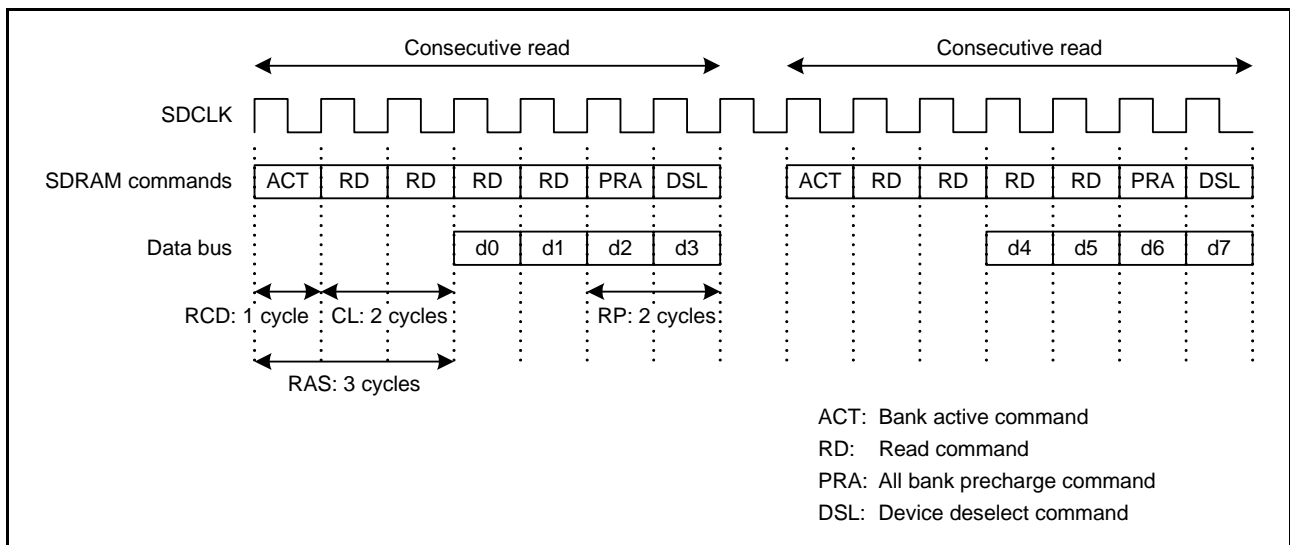 Consecutive read Consecutive read
SDCLK
SDRAM commands ACT RD RD RD RD PRA DSL ACT RD RD RD RD PRA DSL
Data bus d0 d1 d2 d3 d4 d5 d6 d7
RCD: 1 cycle CL: 2 cycles RP: 2 cycles
RAS: 3 cycles
ACT: Bank active command
RD: Read command
PRA: All bank precharge command
DSL: Device deselect command